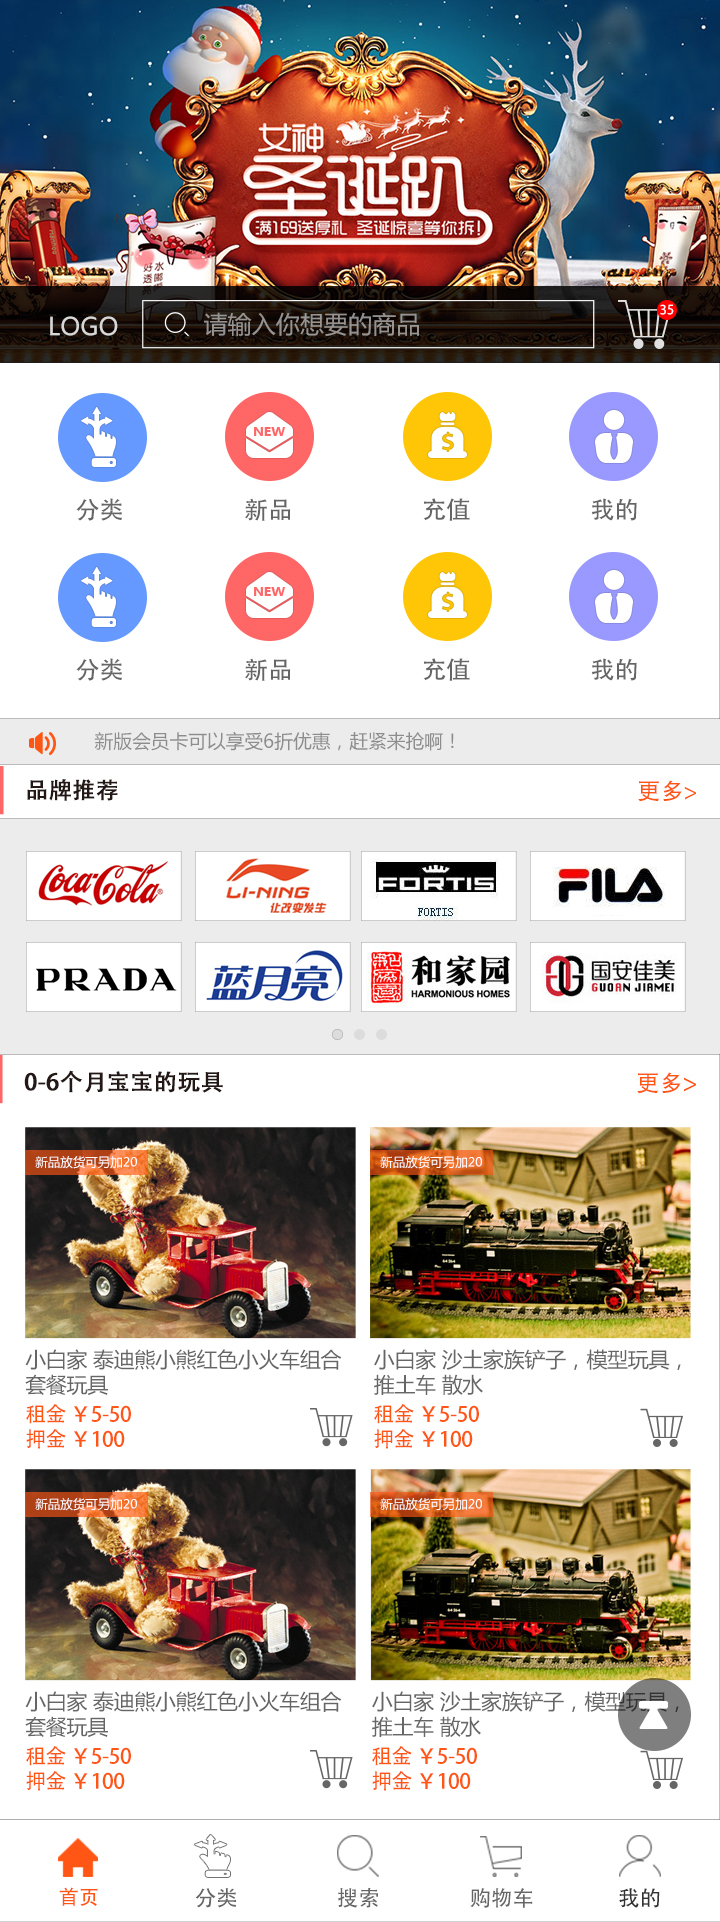 女神
圣诞趴
满169送厚礼 圣诞惊喜等你拆!
LOGO
请输入你想要的商品
35
NEW
分类
新品
充值
我的
NEW
分类
新品
充值
我的
新版会员卡可以享受6折优惠，赶紧来抢啊！
品牌推荐
更多>
Coca-Cola
LI-NING
让改变发生
FORTIS
FORTIS
FILA
PRADA
蓝月亮
和家园
HARMONIOUS HOMES
国安佳美
GUOAN JIAMEI
0-6个月宝宝的玩具
更多>
新品放货可另加20
新品放货可另加20
小白家 泰迪熊小熊红色小火车组合
套餐玩具
租金 ￥5-50
押金 ￥100
小白家 沙土家族铲子，模型玩具，
推土车 散水
租金 ￥5-50
押金 ￥100
新品放货可另加20
新品放货可另加20
小白家 泰迪熊小熊红色小火车组合
套餐玩具
租金 ￥5-50
押金 ￥100
小白家 沙土家族铲子，模型玩具，
推土车 散水
租金 ￥5-50
押金 ￥100
首页
分类
搜索
购物车
我的